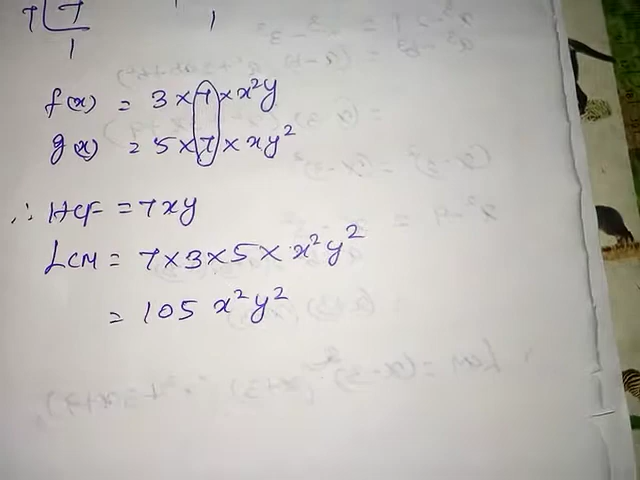 7 7 1
1
f(x) = 3 × 7 × x²y
g(x) = 5 × 7 × xy²
∴ HCF = 7xy
LCM = 7×3×5 × x²y²
= 105 x²y²